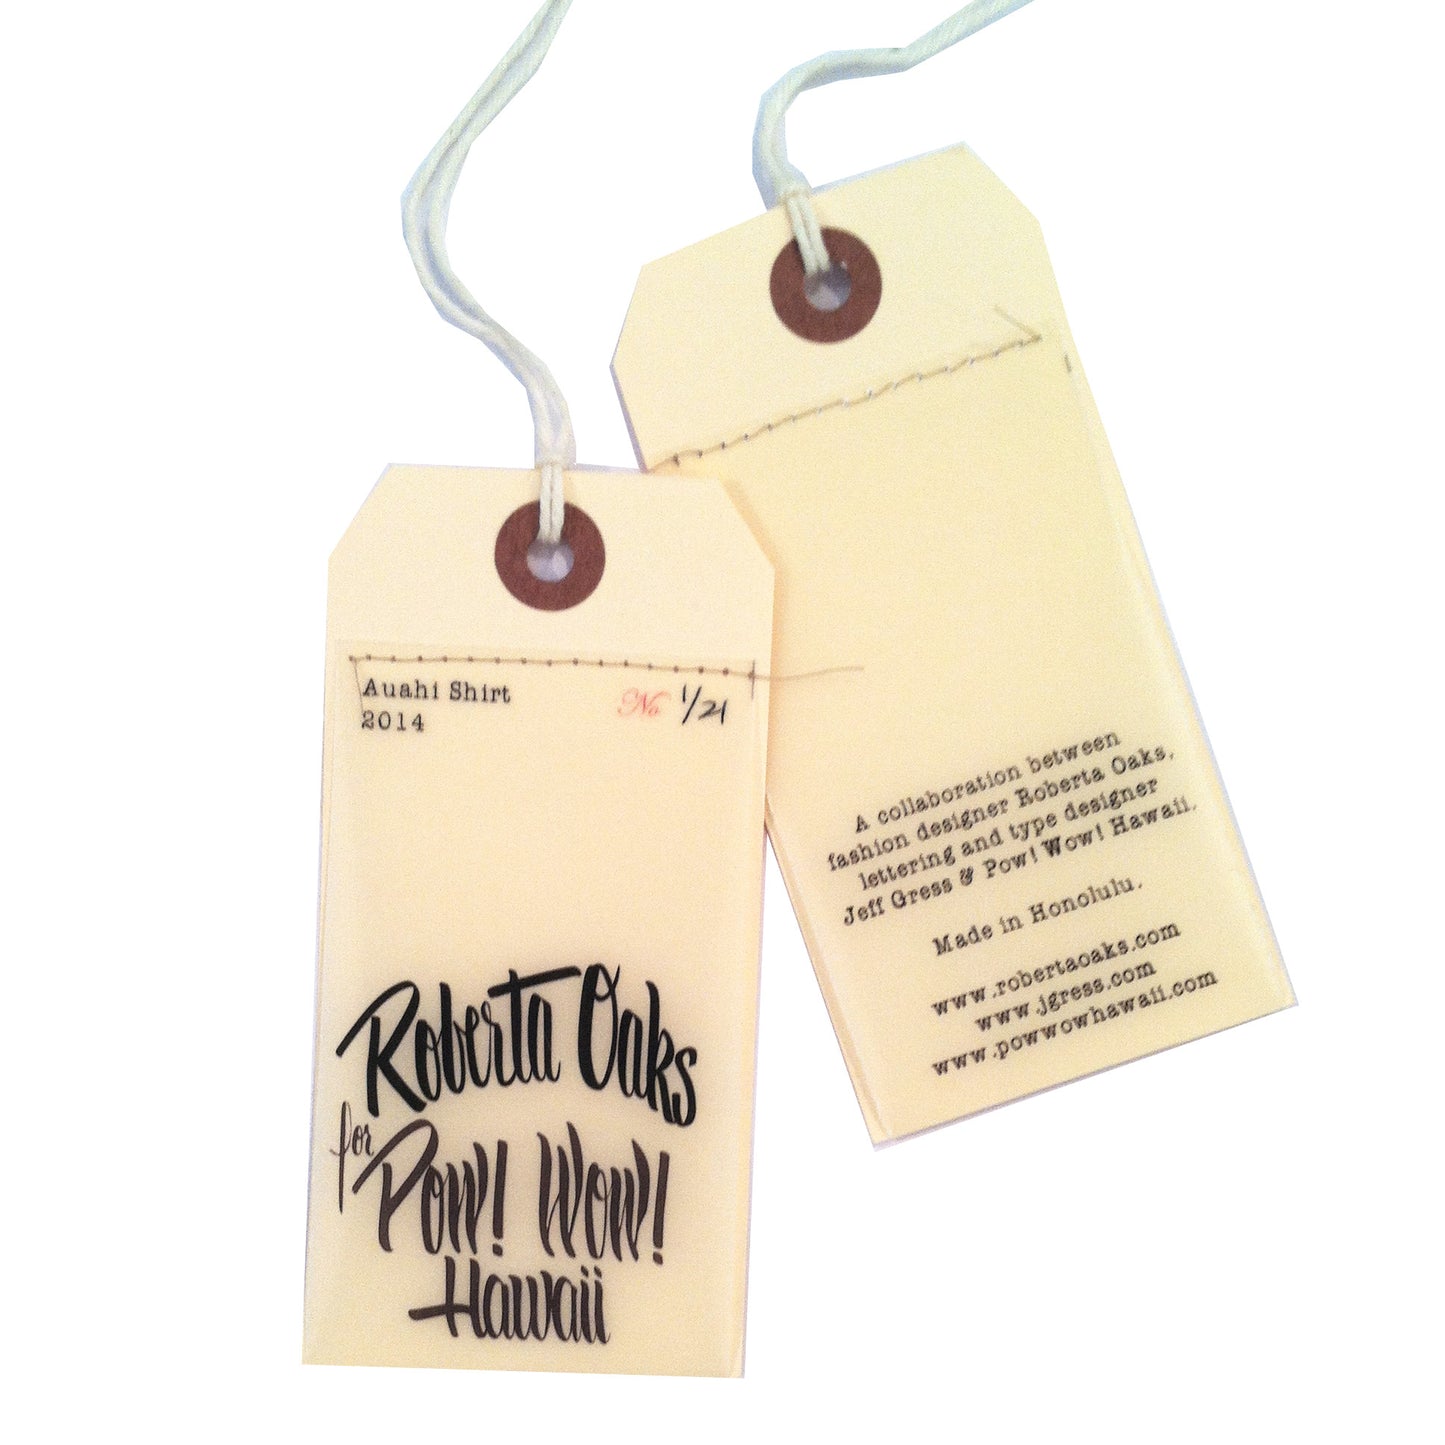 Auahi Shirt
2014
No 1/21
Roberta Oaks
for
Pow! Wow!
Hawaii
A collaboration between
fashion designer Roberta Oaks,
lettering and type designer
Jeff Gress & Pow! Wow! Hawaii.
Made in Honolulu.
www.robertaoaks.com
www.jgress.com
www.powwowhawaii.com